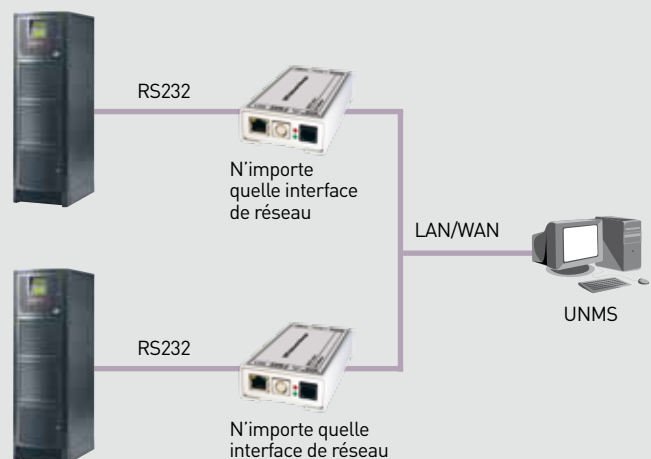 RS232
N'importe
quelle interface
de réseau
LAN/WAN
UNMS
RS232
N'importe quelle
interface de réseau